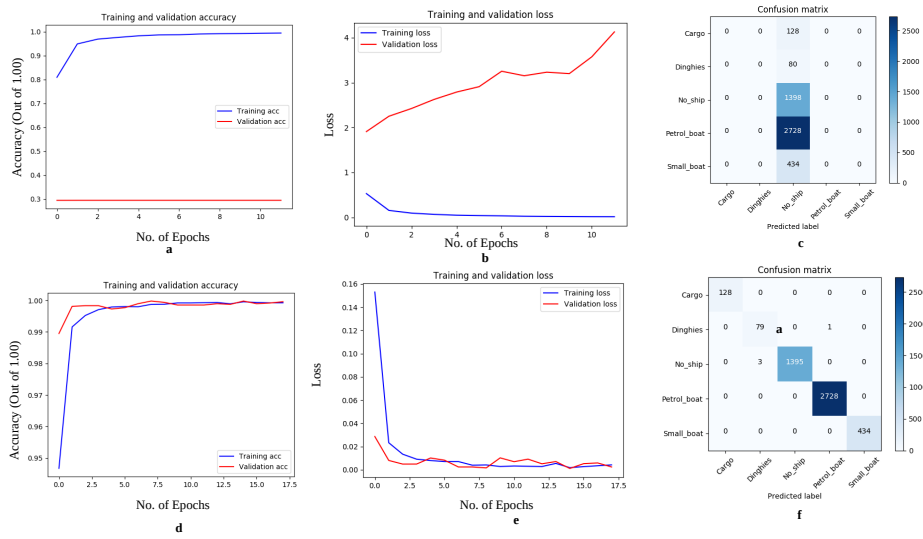 Training and validation accuracy
1.0
0.9
0.8
0.7
0.6
0.5
0.4
0.3
0 2 4 6 8 10
Accuracy (Out of 1.00)
Training acc
Validation acc
No. of Epochs
a
Training and validation loss
4
3
2
1
0
0 2 4 6 8 10
Loss
Training loss
Validation loss
No. of Epochs
b
Confusion matrix
Cargo 0 0 128 0 0
Dinghies 0 0 80 0 0
No_ship 0 0 1398 0 0
Petrol_boat 0 0 2728 0 0
Small_boat 0 0 434 0 0
Cargo Dinghies No_ship Petrol_boat Small_boat
Predicted label
2500
2000
1500
1000
500
0
c
Training and validation accuracy
1.00
0.99
0.98
0.97
0.96
0.95
0.0 2.5 5.0 7.5 10.0 12.5 15.0 17.5
Accuracy (Out of 1.00)
Training acc
Validation acc
No. of Epochs
d
Training and validation loss
0.16
0.14
0.12
0.10
0.08
0.06
0.04
0.02
0.00
0.0 2.5 5.0 7.5 10.0 12.5 15.0 17.5
Loss
Training loss
Validation loss
No. of Epochs
e
Confusion matrix
Cargo 128 0 0 0 0
Dinghies 0 79 a 0 1 0
No_ship 0 3 1395 0 0
Petrol_boat 0 0 0 2728 0
Small_boat 0 0 0 0 434
Cargo Dinghies No_ship Petrol_boat Small_boat
Predicted label
2500
2000
1500
1000
500
0
f